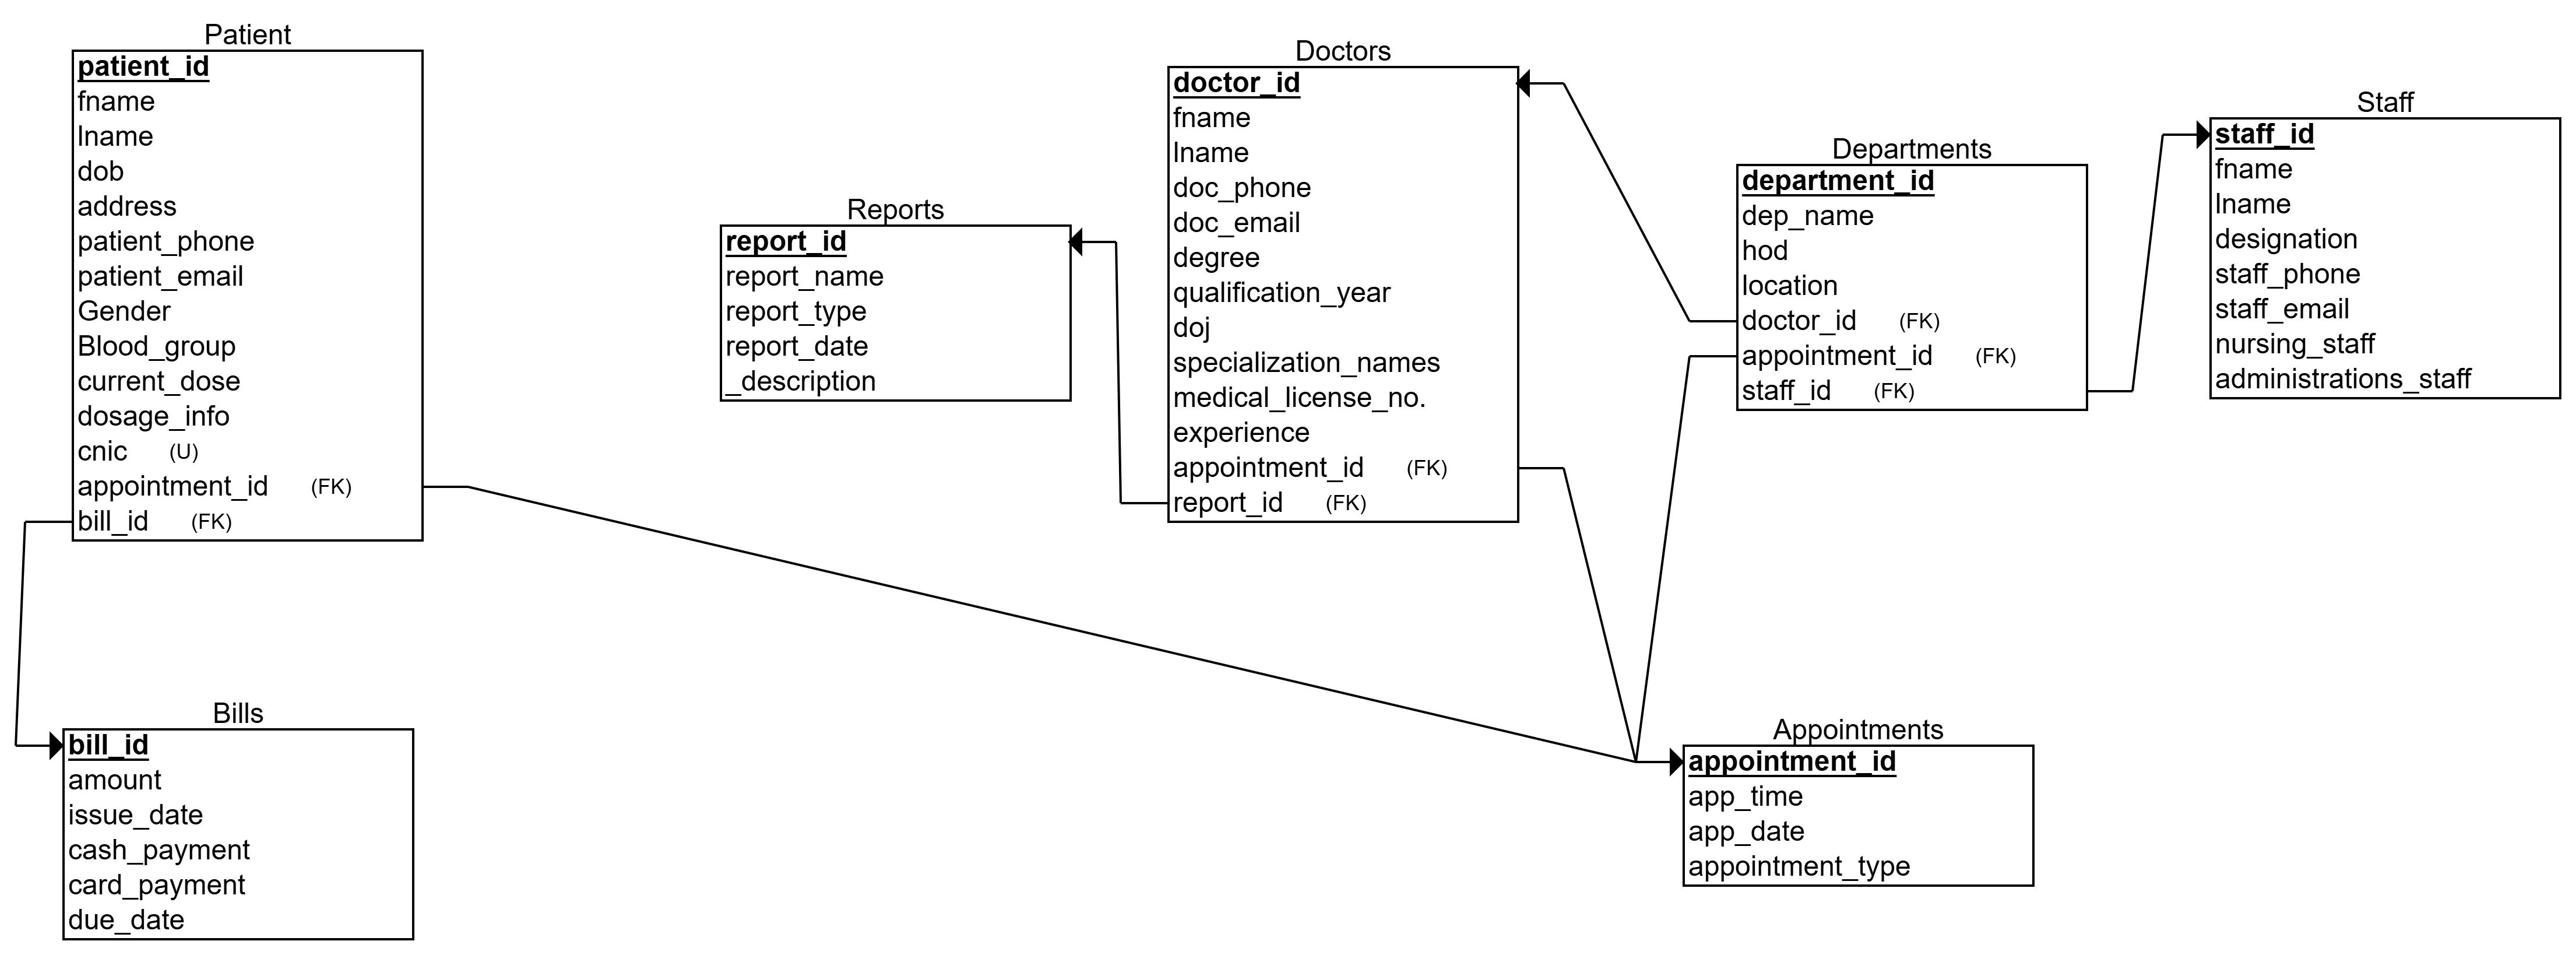 Patient
patient_id
fname
lname
dob
address
patient_phone
patient_email
Gender
Blood_group
current_dose
dosage_info
cnic (U)
appointment_id (FK)
bill_id (FK)
Reports
report_id
report_name
report_type
report_date
_description
Doctors
doctor_id
fname
lname
doc_phone
doc_email
degree
qualification_year
doj
specialization_names
medical_license_no.
experience
appointment_id (FK)
report_id (FK)
Departments
department_id
dep_name
hod
location
doctor_id (FK)
appointment_id (FK)
staff_id (FK)
Staff
staff_id
fname
lname
designation
staff_phone
staff_email
nursing_staff
administrations_staff
Bills
bill_id
amount
issue_date
cash_payment
card_payment
due_date
Appointments
appointment_id
app_time
app_date
appointment_type